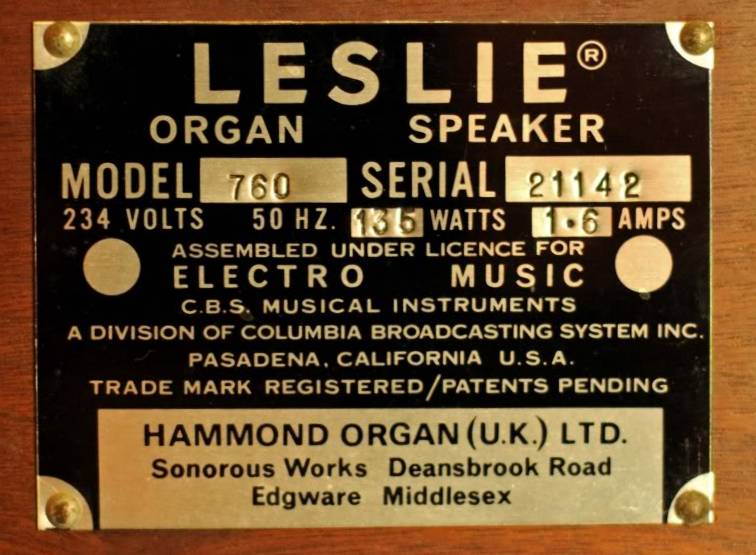 LESLIE®
ORGAN SPEAKER
MODEL 760 SERIAL 21142
234 VOLTS 50 HZ. 135 WATTS 1·6 AMPS
ASSEMBLED UNDER LICENCE FOR
ELECTRO MUSIC
C.B.S. MUSICAL INSTRUMENTS
A DIVISION OF COLUMBIA BROADCASTING SYSTEM INC.
PASADENA, CALIFORNIA U.S.A.
TRADE MARK REGISTERED/PATENTS PENDING
HAMMOND ORGAN (U.K.) LTD.
Sonorous Works Deansbrook Road
Edgware Middlesex